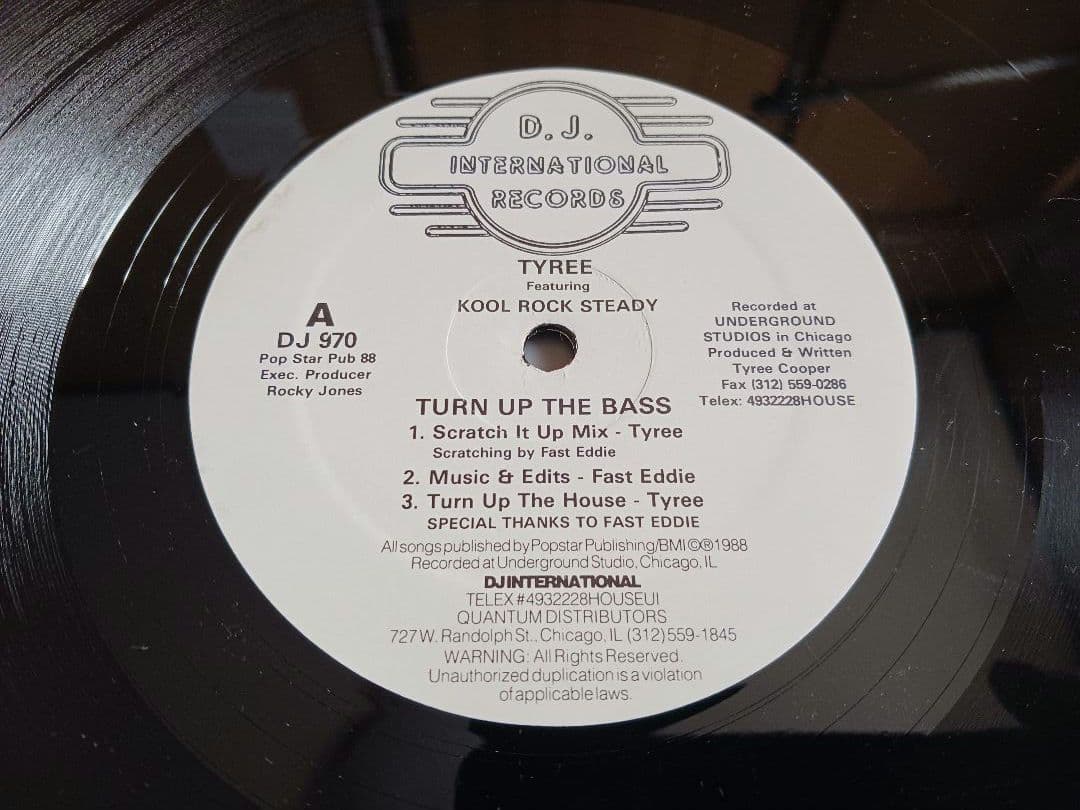 D.J.
INTERNATIONAL
RECORDS
TYREE
Featuring
KOOL ROCK STEADY
A
DJ 970
Pop Star Pub 88
Exec. Producer
Rocky Jones
Recorded at
UNDERGROUND
STUDIOS in Chicago
Produced & Written
Tyree Cooper
Fax (312) 559-0286
Telex: 4932228HOUSE
TURN UP THE BASS
1. Scratch It Up Mix - Tyree
Scratching by Fast Eddie
2. Music & Edits - Fast Eddie
3. Turn Up The House - Tyree
SPECIAL THANKS TO FAST EDDIE
All songs published by Popstar Publishing/BMI ©®1988
Recorded at Underground Studio, Chicago, IL
DJ INTERNATIONAL
TELEX #4932228HOUSEUI
QUANTUM DISTRIBUTORS
727 W. Randolph St., Chicago, IL (312) 559-1845
WARNING: All Rights Reserved.
Unauthorized duplication is a violation
of applicable laws.